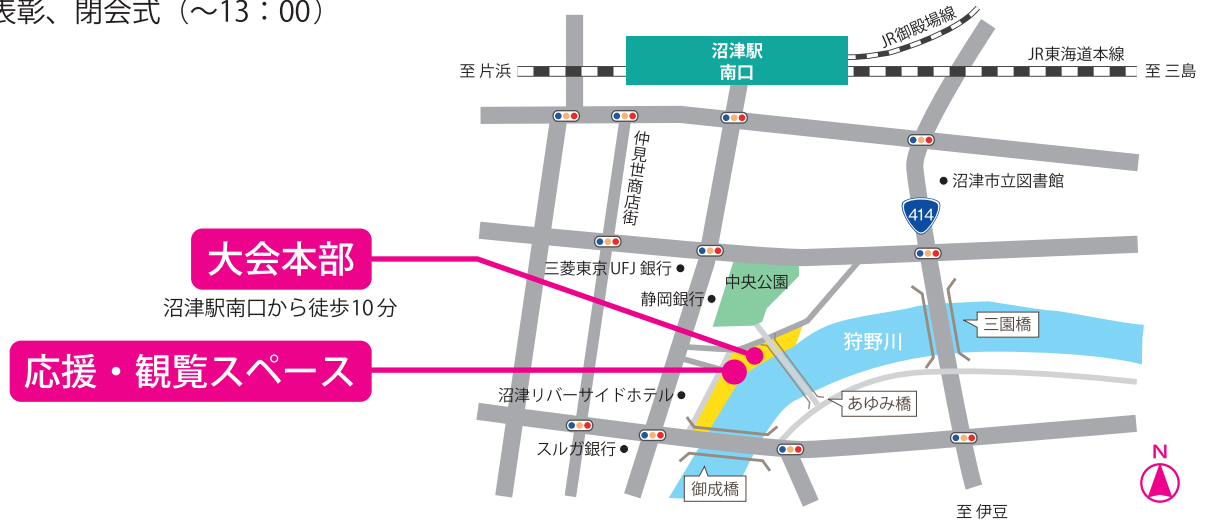 表彰、閉会式（～13：00）
JR御殿場線
沼津駅
南口
JR東海道本線
至 片浜
至 三島
仲見世商店街
沼津市立図書館
414
大会本部
沼津駅南口から徒歩10分
三菱東京UFJ銀行
中央公園
静岡銀行
三園橋
狩野川
応援・観覧スペース
沼津リバーサイドホテル
あゆみ橋
スルガ銀行
御成橋
N
至 伊豆